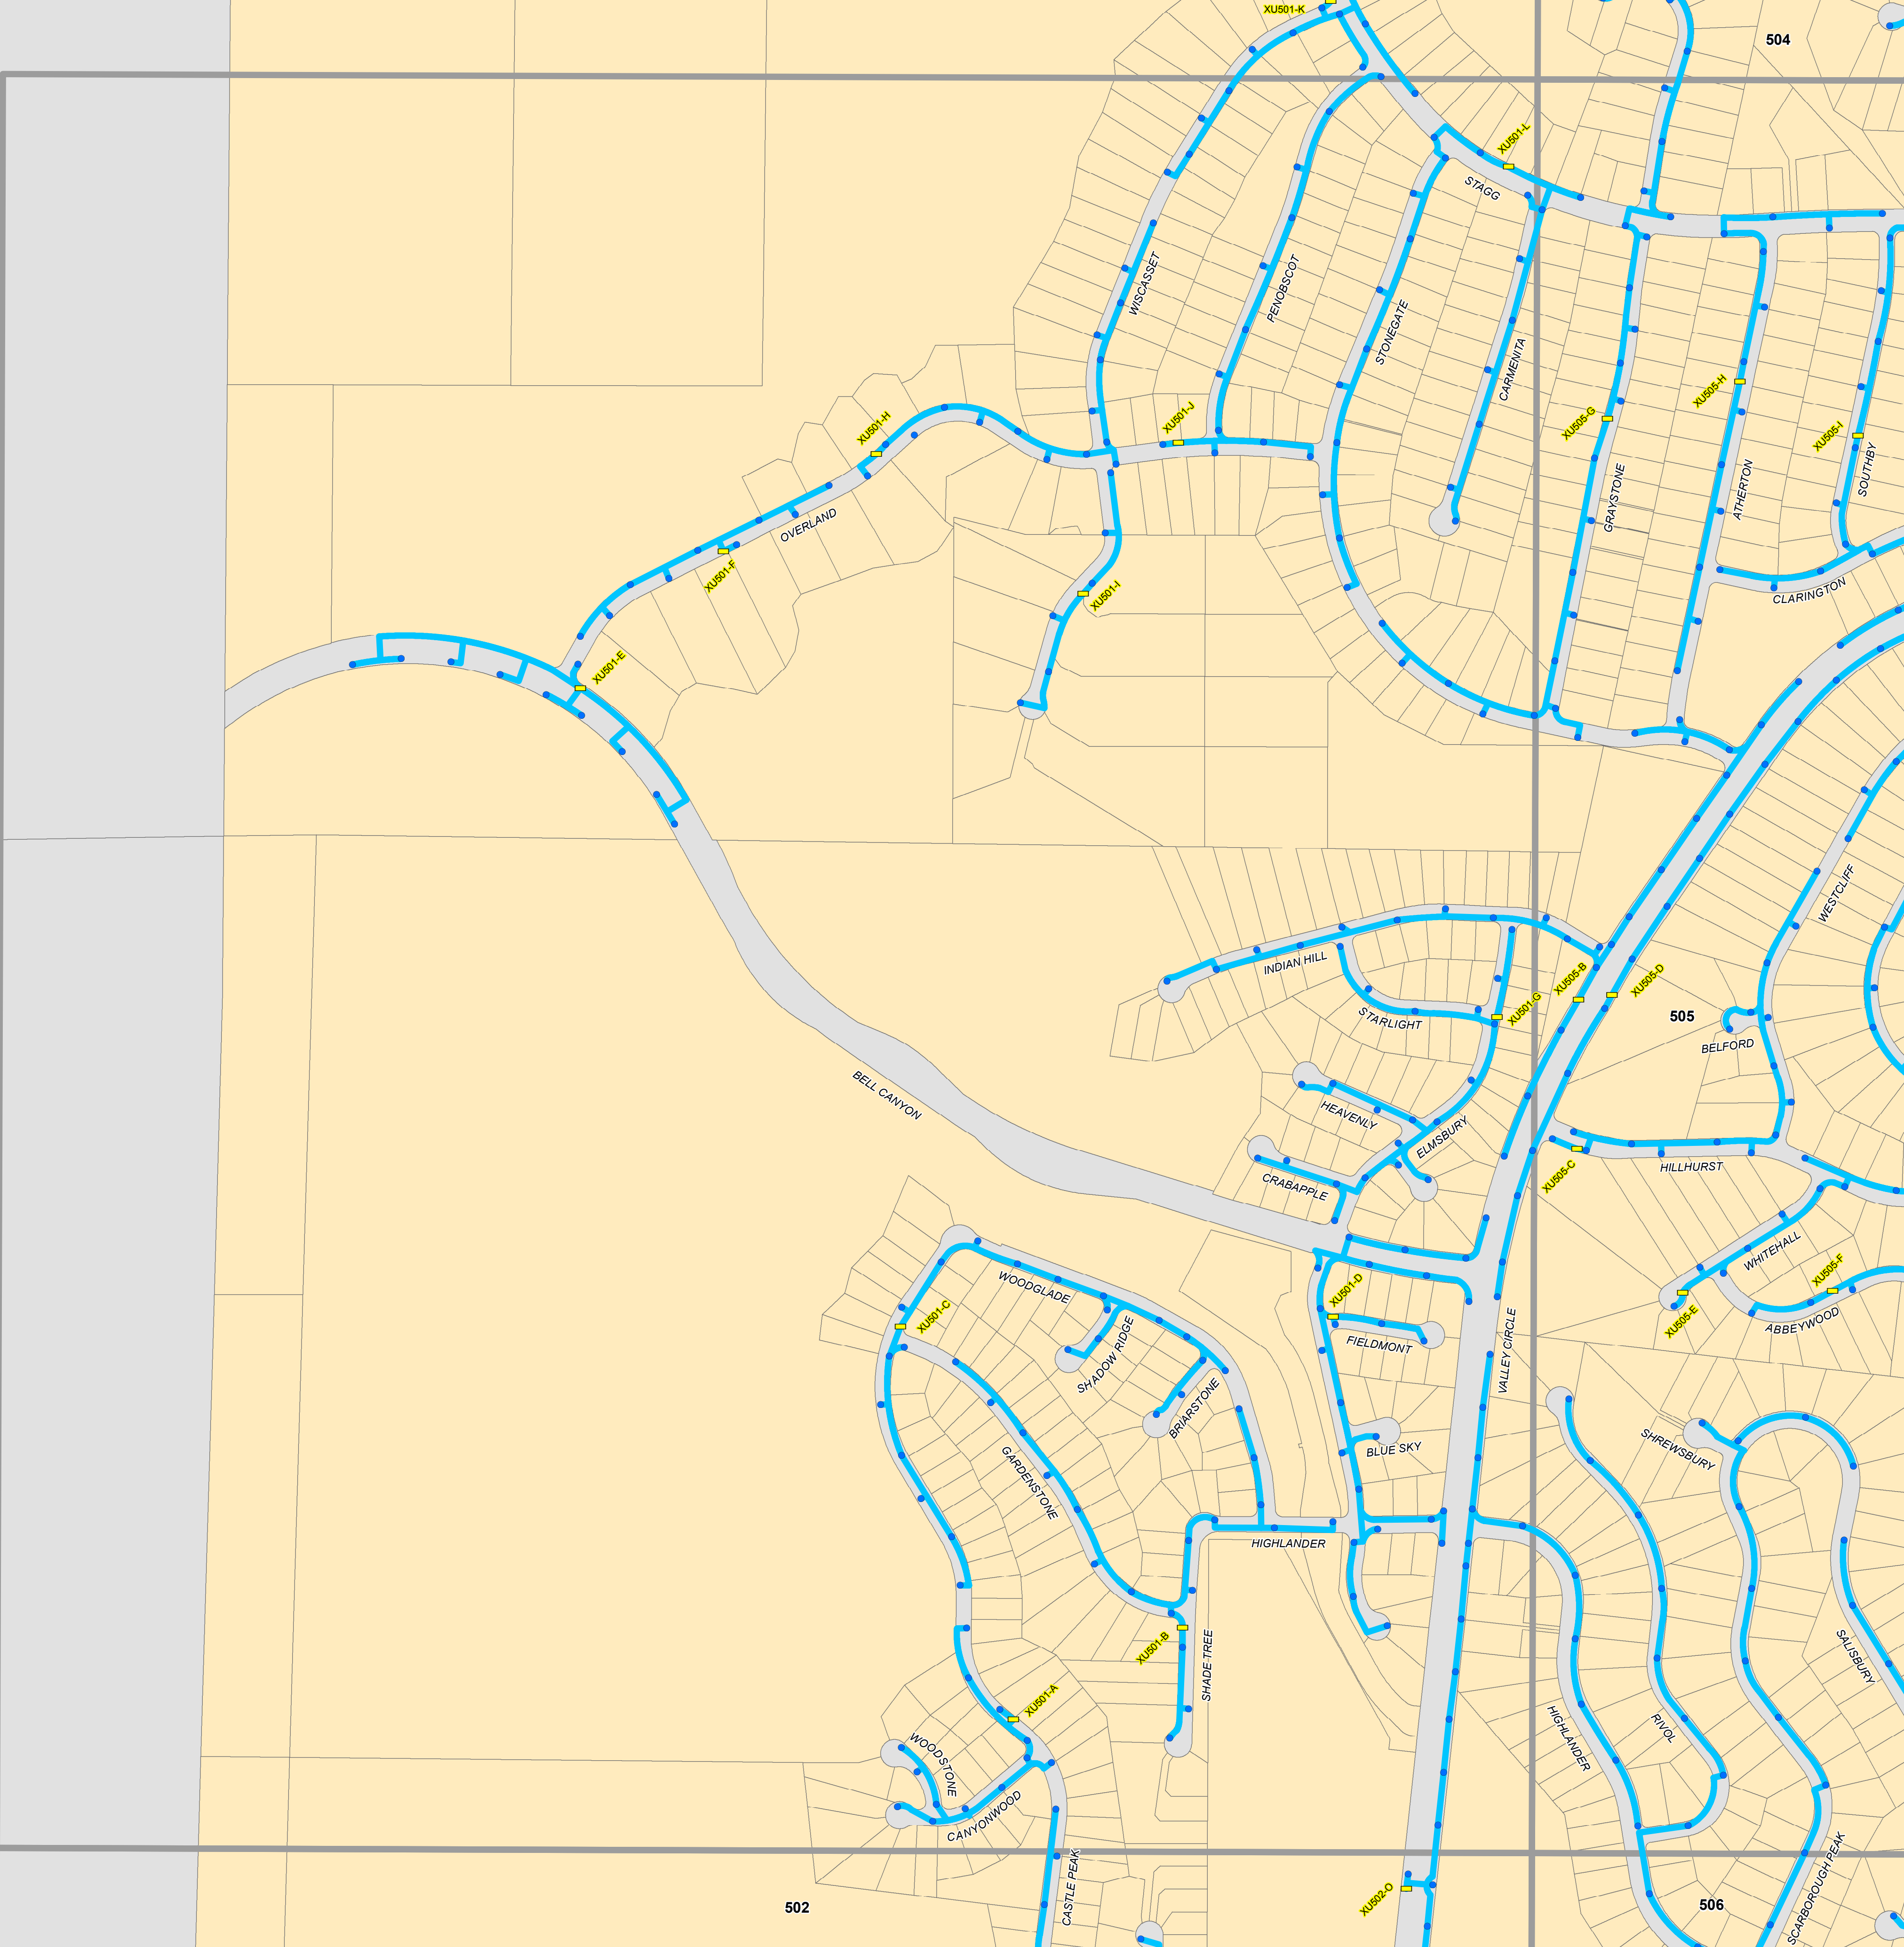 XU501-K
504
XU501-L
STAGG
WISCASSET
PENOBSCOT
STONEGATE
CARMENITA
XU501-H
XU501-J
XU505-G
XU505-H
XU505-I
SOUTHBY
GRAYSTONE
ATHERTON
OVERLAND
XU501-F
XU501-I
CLARINGTON
XU501-E
WESTCLIFF
INDIAN HILL
XU505-B
XU505-D
STARLIGHT
XU501-G
505
BELFORD
BELL CANYON
HEAVENLY
ELMSBURY
XU505-C
HILLHURST
CRABAPPLE
WHITEHALL
XU505-F
WOODGLADE
XU501-D
XU501-C
XU505-E
ABBEYWOOD
FIELDMONT
VALLEY CIRCLE
SHADOW RIDGE
BRIARSTONE
BLUE SKY
SHREWSBURY
GARDENSTONE
HIGHLANDER
XU501-B
SHADE TREE
SALISBURY
XU501-A
HIGHLANDER
RIVOL
WOODSTONE
CANYONWOOD
CASTLE PEAK
SCARBOROUGH PEAK
XU502-O
502
506